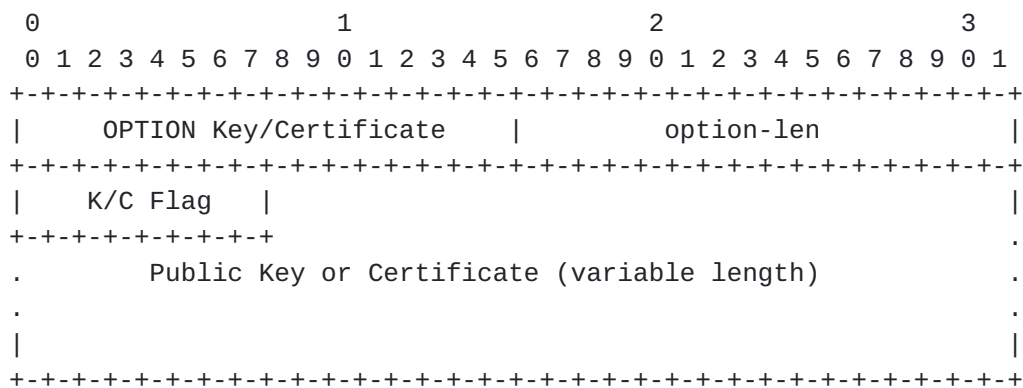 0                   1                   2                   3
 0 1 2 3 4 5 6 7 8 9 0 1 2 3 4 5 6 7 8 9 0 1 2 3 4 5 6 7 8 9 0 1
+-+-+-+-+-+-+-+-+-+-+-+-+-+-+-+-+-+-+-+-+-+-+-+-+-+-+-+-+-+-+-+-+
|     OPTION Key/Certificate    |         option-len            |
+-+-+-+-+-+-+-+-+-+-+-+-+-+-+-+-+-+-+-+-+-+-+-+-+-+-+-+-+-+-+-+-+
|    K/C Flag   |                                               |
+-+-+-+-+-+-+-+-+                                               .
.        Public Key or Certificate (variable length)            .
.                                                               .
|                                                               |
+-+-+-+-+-+-+-+-+-+-+-+-+-+-+-+-+-+-+-+-+-+-+-+-+-+-+-+-+-+-+-+-+